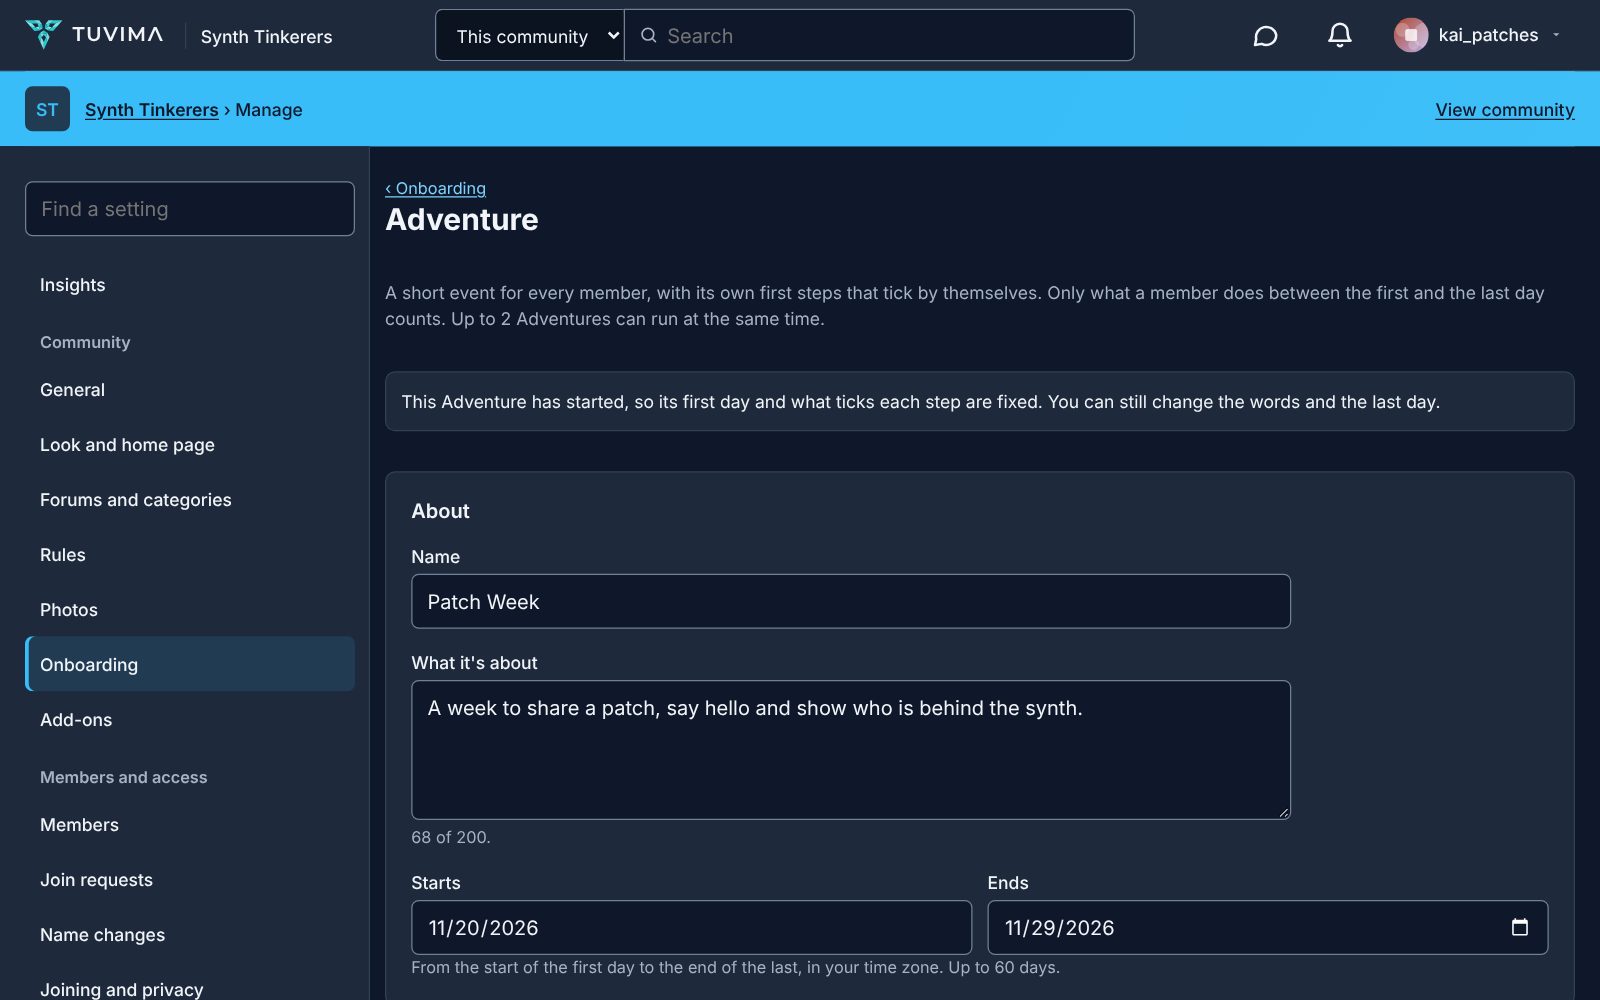 TUVIMA
Synth Tinkerers
This community
Search
kai_patches
ST
Synth Tinkerers › Manage
View community
Find a setting
Insights
Community
General
Look and home page
Forums and categories
Rules
Photos
Onboarding
Add-ons
Members and access
Members
Join requests
Name changes
Joining and privacy
‹ Onboarding
Adventure
A short event for every member, with its own first steps that tick by themselves. Only what a member does between the first and the last day
counts. Up to 2 Adventures can run at the same time.
This Adventure has started, so its first day and what ticks each step are fixed. You can still change the words and the last day.
About
Name
Patch Week
What it's about
A week to share a patch, say hello and show who is behind the synth.
68 of 200.
Starts
Ends
11/20/2026
11/29/2026
From the start of the first day to the end of the last, in your time zone. Up to 60 days.